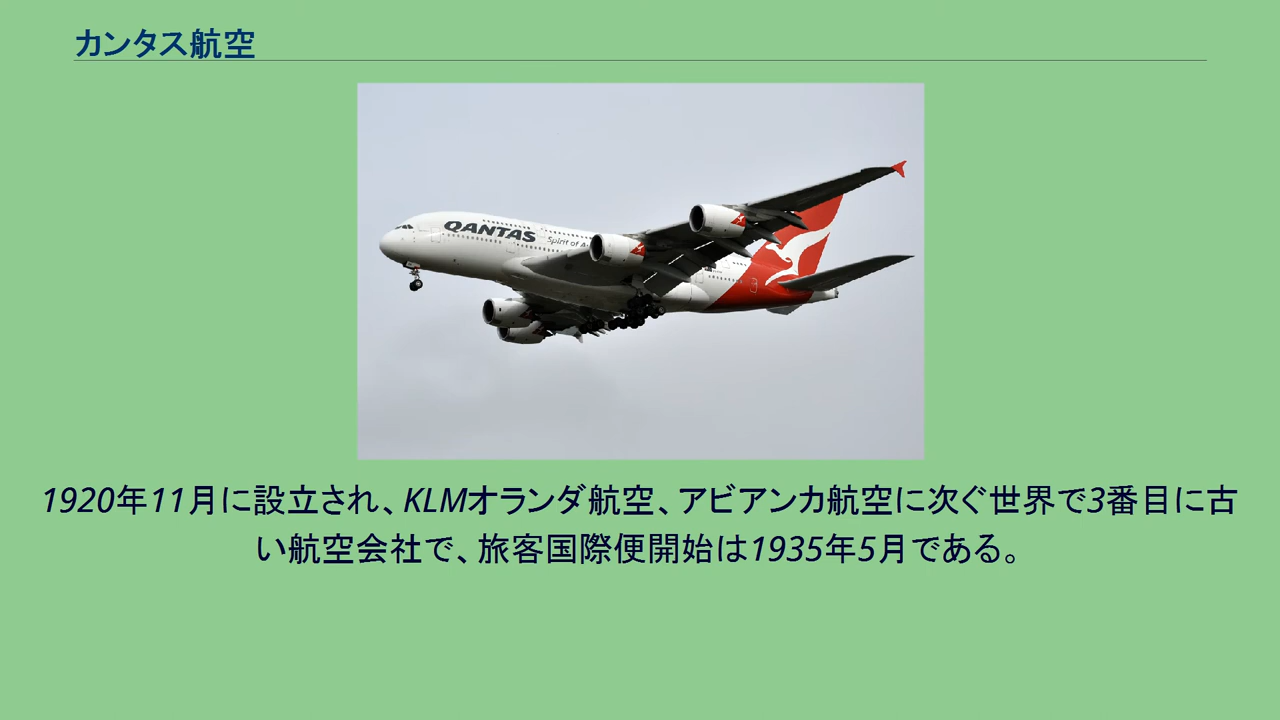 カンタス航空
QANTAS
Spirit of A
1920年11月に設立され、KLMオランダ航空、アビアンカ航空に次ぐ世界で3番目に古
い航空会社で、旅客国際便開始は1935年5月である。